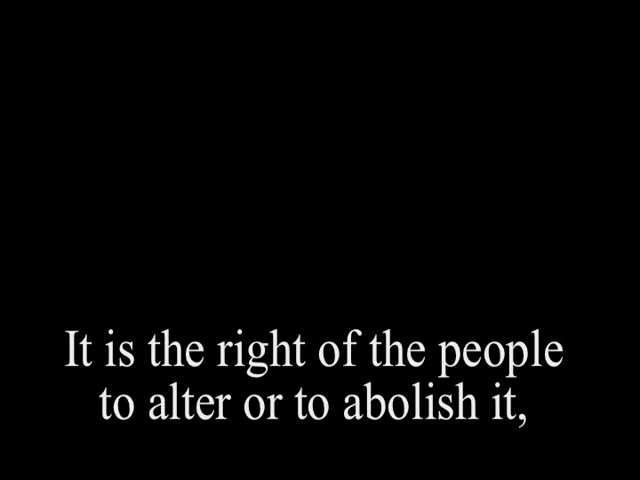 It is the right of the people
to alter or to abolish it,